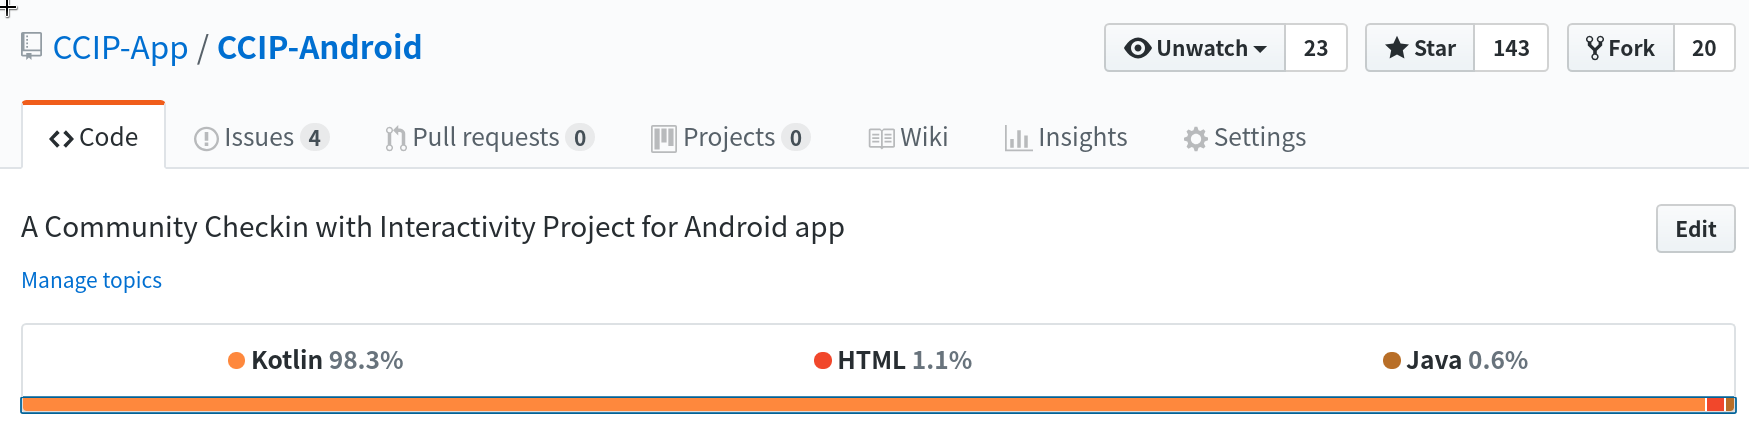 CCIP-App / CCIP-Android Unwatch 23 Star 143 Fork 20
Code Issues 4 Pull requests 0 Projects 0 Wiki Insights Settings
A Community Checkin with Interactivity Project for Android app Edit
Manage topics
Kotlin 98.3% HTML 1.1% Java 0.6%